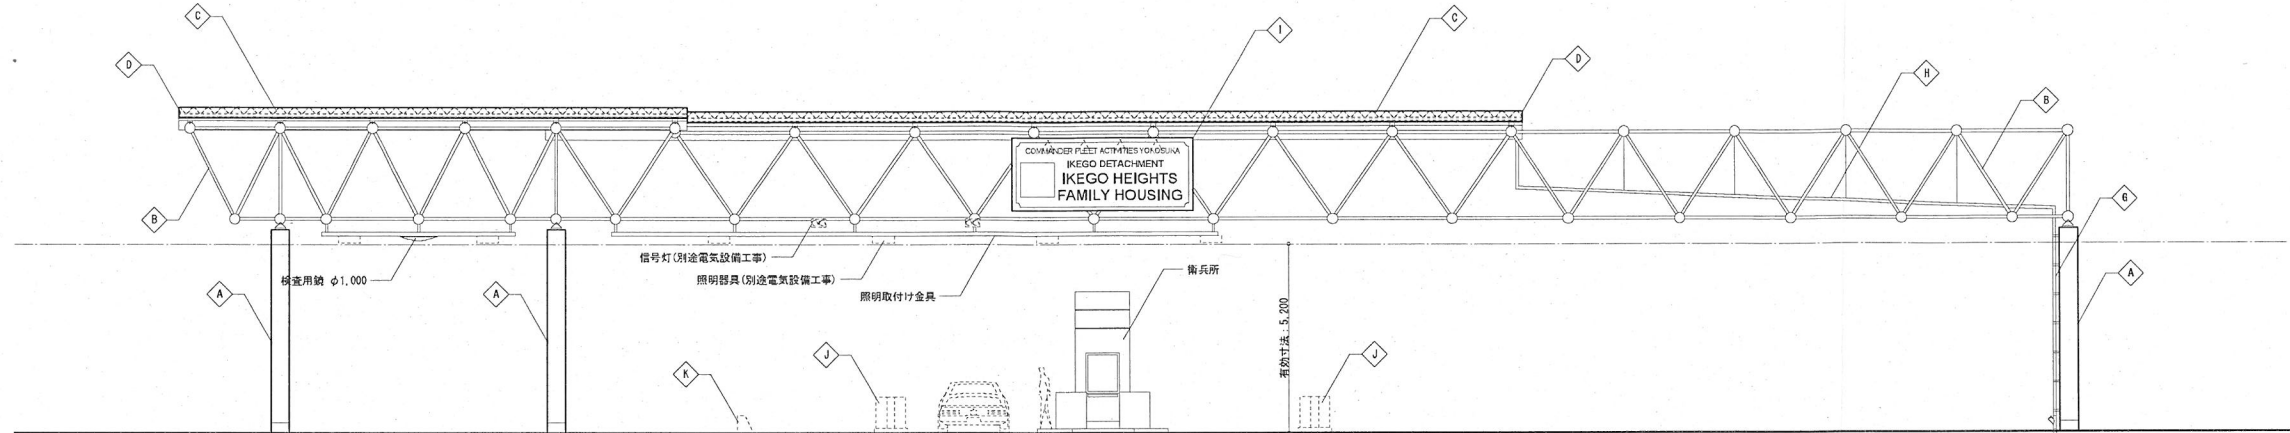 C
C
I
D
D
H
B
B
COMMANDER FLEET ACTIVITIES YOKOSUKA
IKEGO DETACHMENT
IKEGO HEIGHTS
FAMILY HOUSING
B
G
信号灯(別途電気設備工事)
検査用鏡 φ1,000
照明器具(別途電気設備工事)
照明取付け金具
衛兵所
A
A
A
有効寸法:5,200
J
J
K